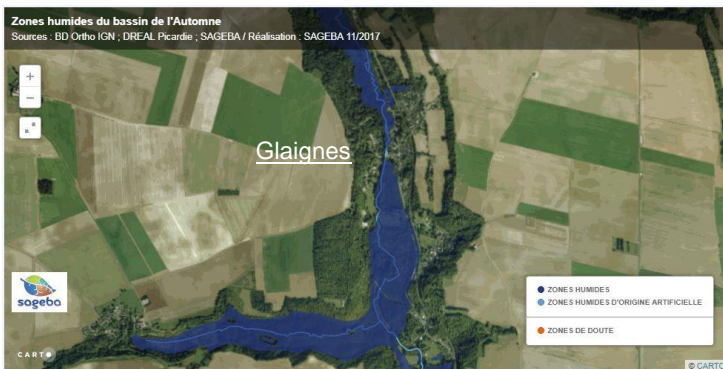 Zones humides du bassin de l'Automne
Sources : BD Ortho IGN ; DREAL Picardie ; SAGEBA / Réalisation : SAGEBA 11/2017
+
−
Glaignes
sageba
ZONES HUMIDES
ZONES HUMIDES D'ORIGINE ARTIFICIELLE
ZONES DE DOUTE
CARTO
© CARTO